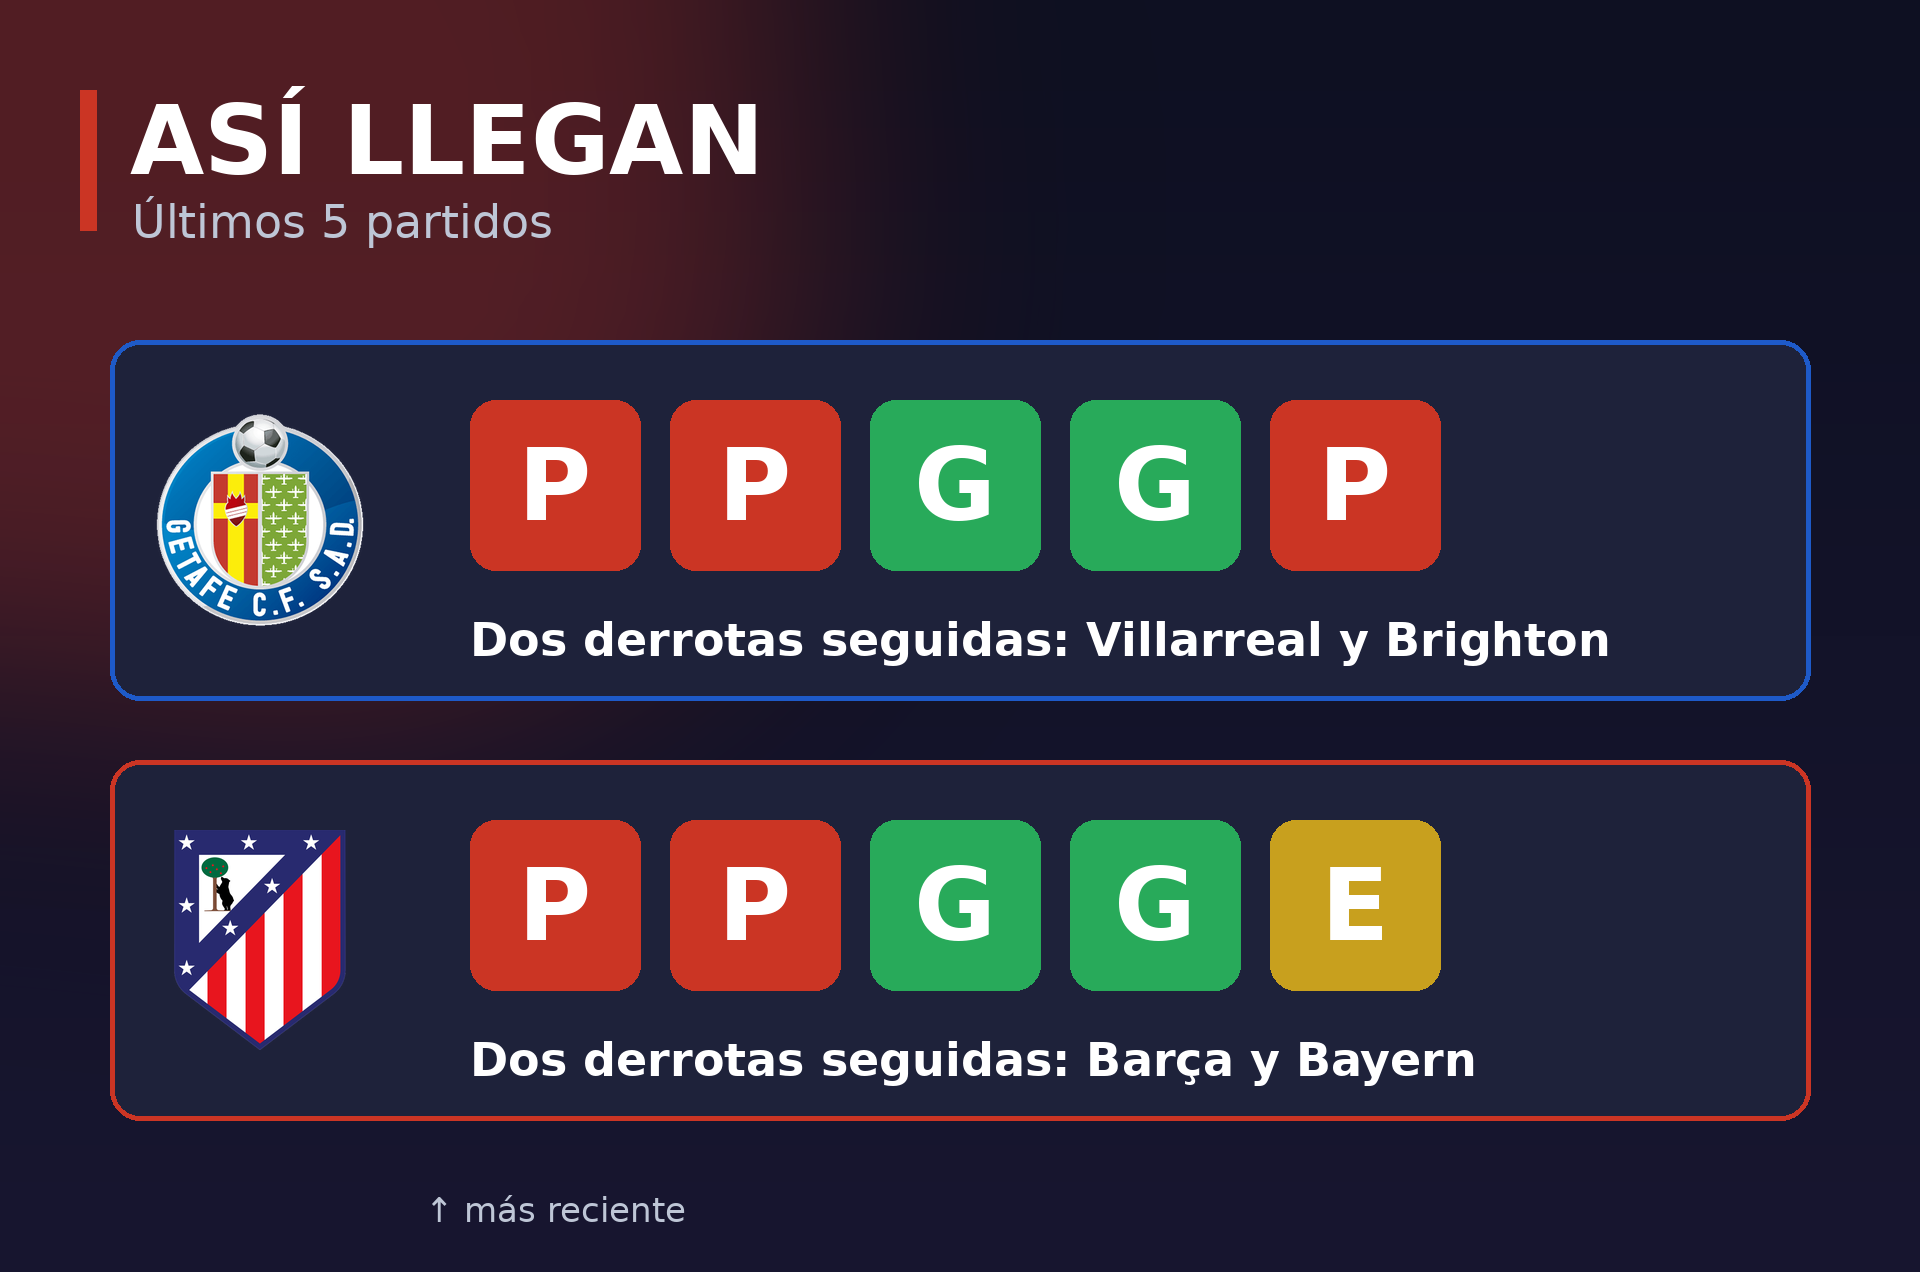 ASÍ LLEGAN
Últimos 5 partidos
P P G G P
GETAFE C.F. S.A.D.
Dos derrotas seguidas: Villarreal y Brighton
P P G G E
Dos derrotas seguidas: Barça y Bayern
↑ más reciente